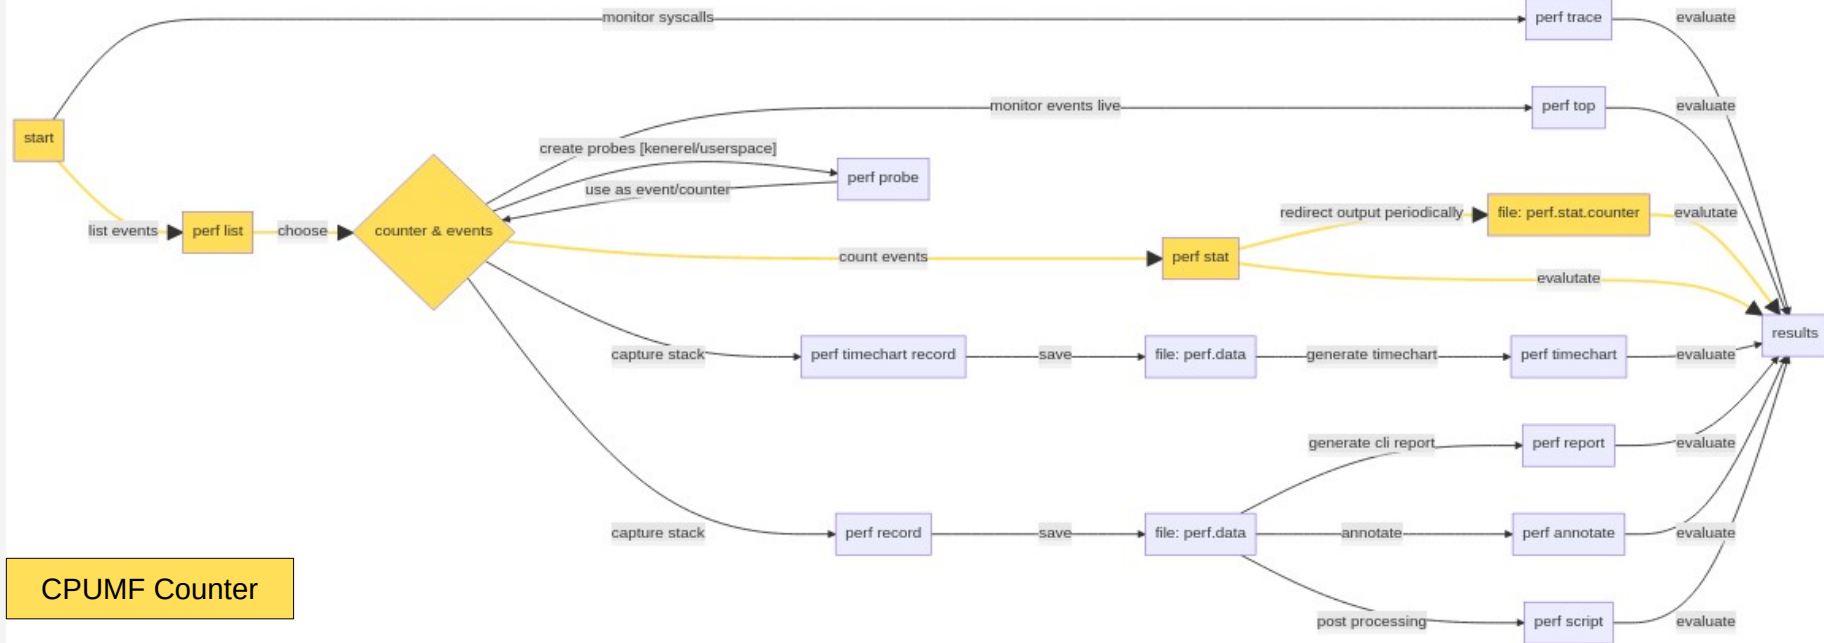 monitor syscalls
perf trace
evaluate
monitor events live
perf top
evaluate
start
create probes [kenerel/userspace]
perf probe
use as event/counter
list events
perf list
choose
counter & events
redirect output periodically
file: perf.stat.counter
evalutate
count events
perf stat
evalutate
results
capture stack
perf timechart record
save
file: perf.data
generate timechart
perf timechart
evaluate
generate cli report
perf report
evaluate
capture stack
perf record
save
file: perf.data
annotate
perf annotate
evaluate
CPUMF Counter
post processing
perf script
evaluate